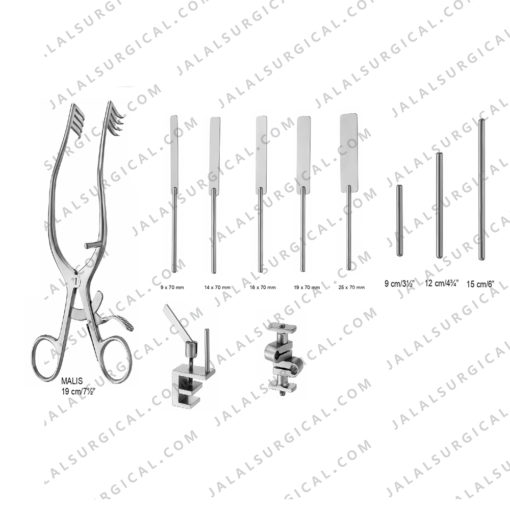 JALALSURGICAL.COM
9 x 70 mm
14 x 70 mm
16 x 70 mm
19 x 70 mm
25 x 70 mm
9 cm/3½"
12 cm/4¾"
15 cm/6"
MALIS
19 cm/7½"